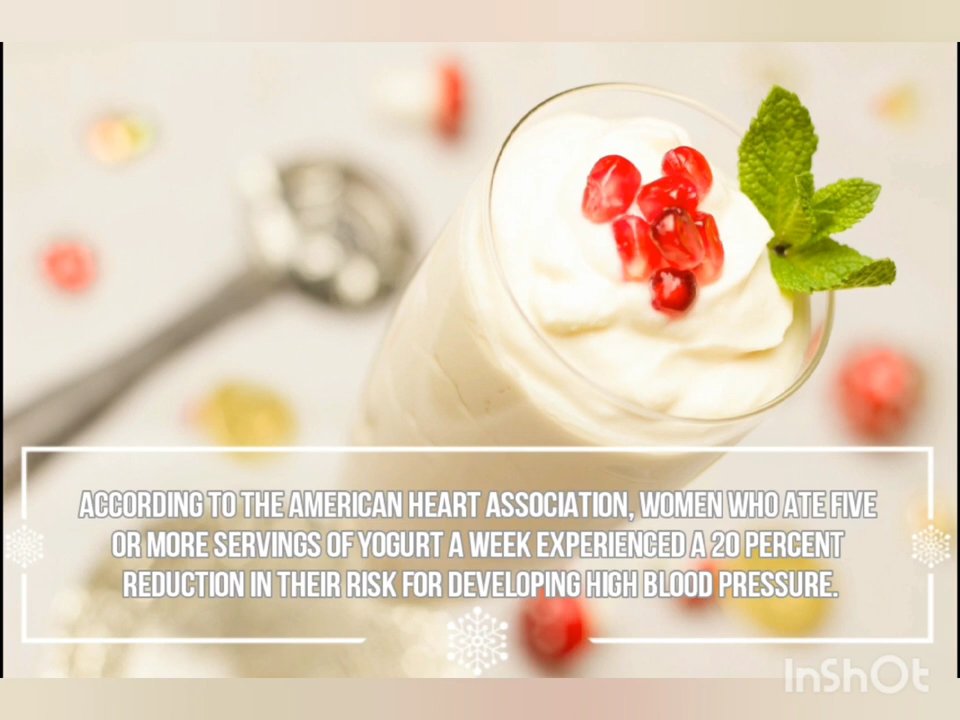 ACCORDING TO THE AMERICAN HEART ASSOCIATION, WOMEN WHO ATE FIVE
OR MORE SERVINGS OF YOGURT A WEEK EXPERIENCED A 20 PERCENT
REDUCTION IN THEIR RISK FOR DEVELOPING HIGH BLOOD PRESSURE.
InShOt